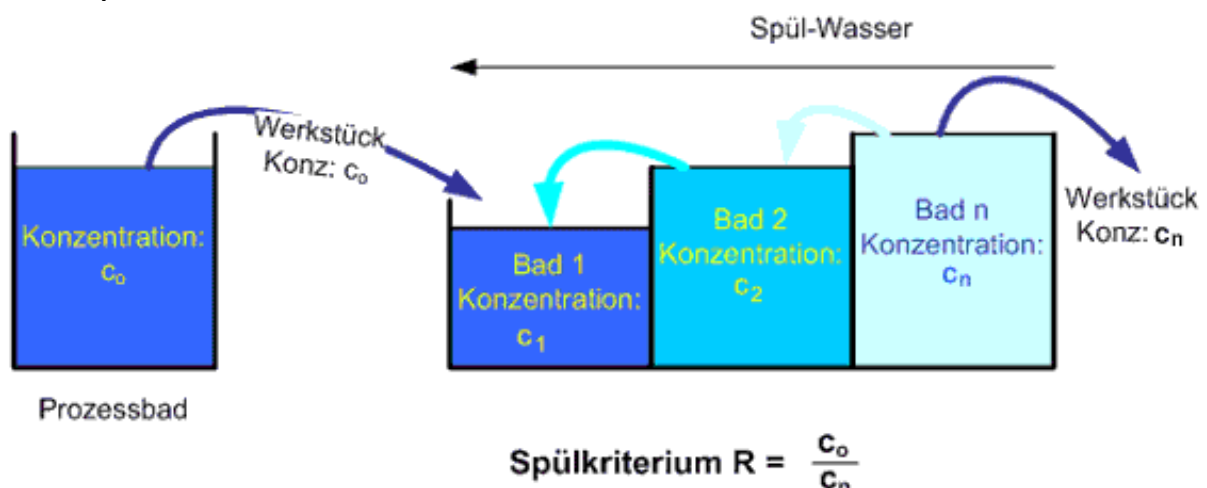 Spül-Wasser
Werkstück
Konz: c₀
Konzentration:
c₀
Bad 1
Konzentration:
c₁
Bad 2
Konzentration:
c₂
Bad n
Konzentration:
cₙ
Werkstück
Konz: cₙ
Prozessbad
Spülkriterium R = c₀
cₙ